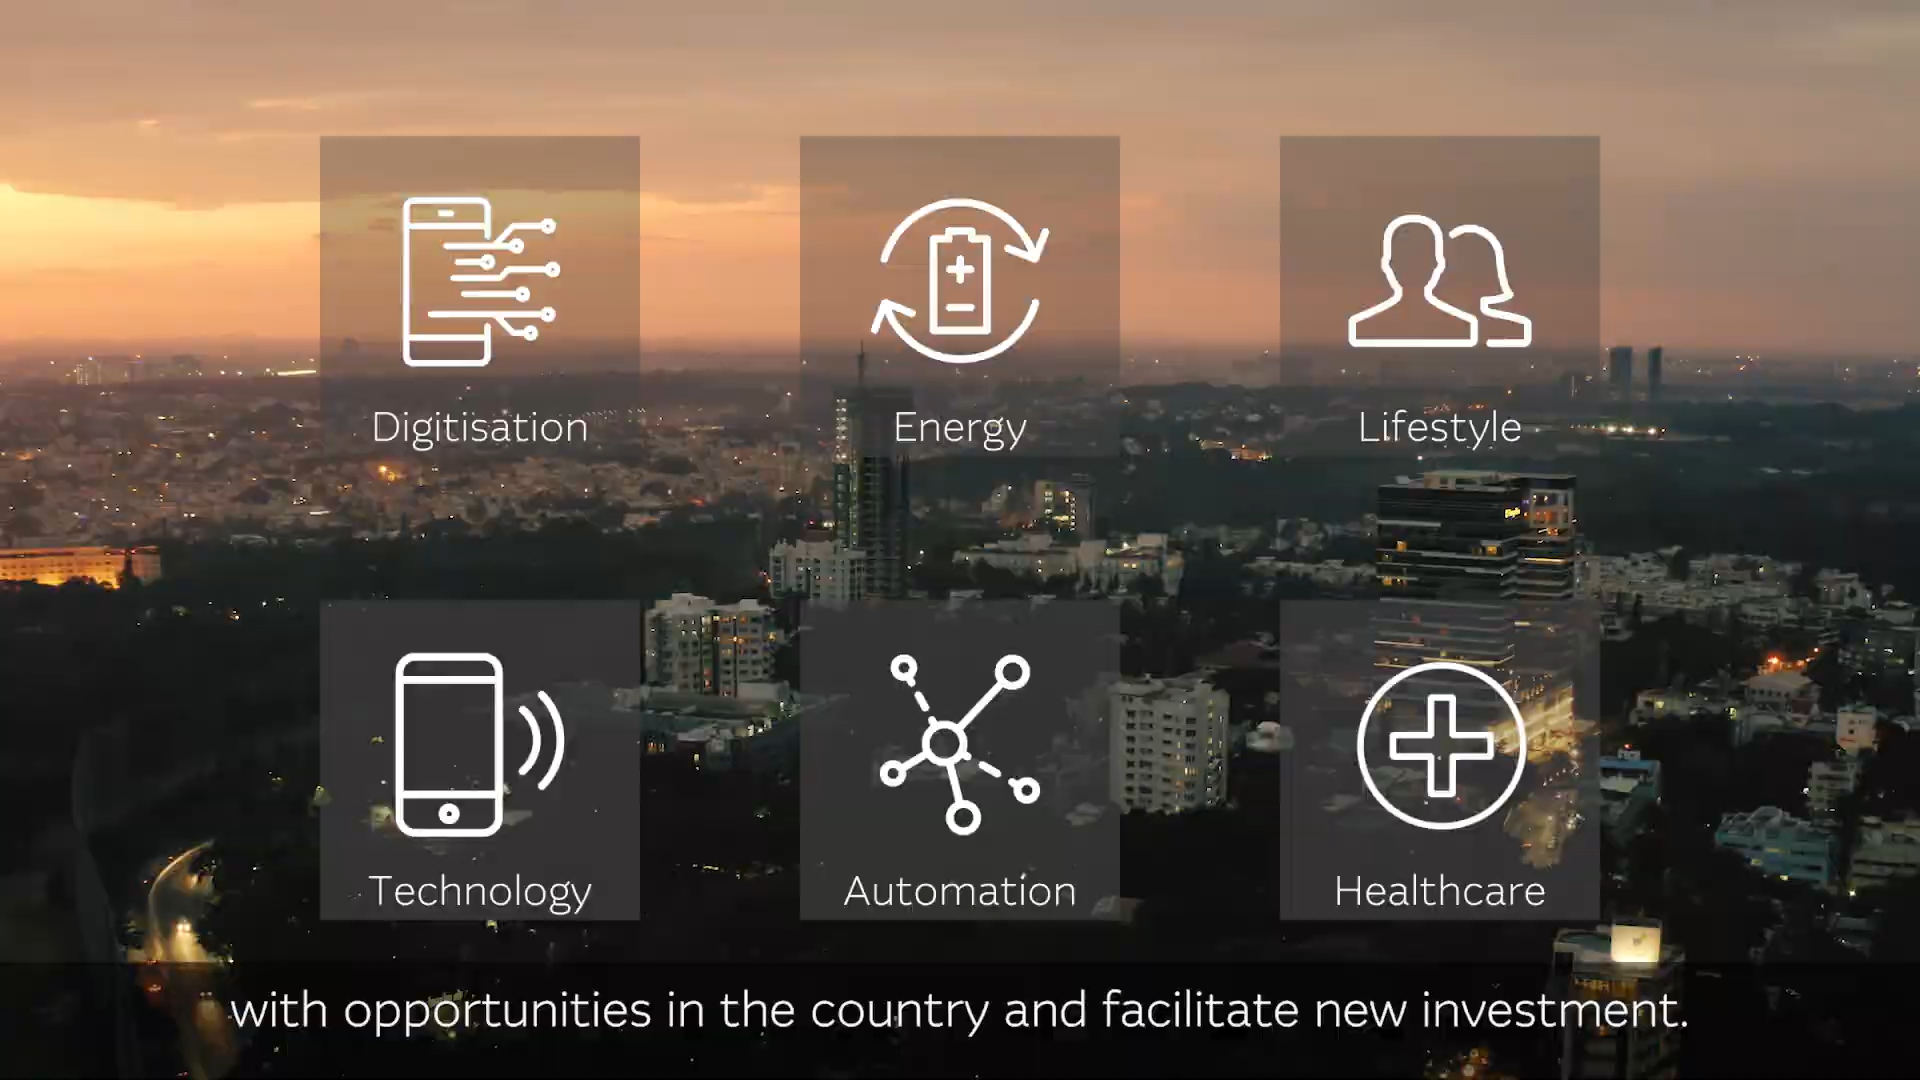 Digitisation
Energy
Lifestyle
Technology
Automation
Healthcare
with opportunities in the country and facilitate new investment.